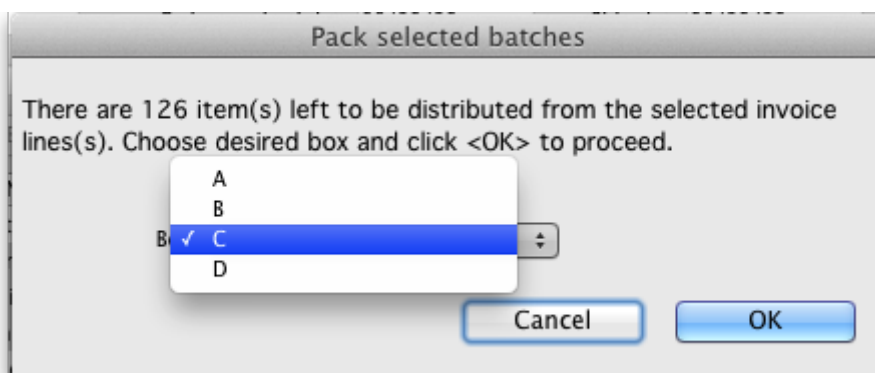 Pack selected batches
There are 126 item(s) left to be distributed from the selected invoice
lines(s). Choose desired box and click <OK> to proceed.
A
B
✓ C
D
Cancel
OK